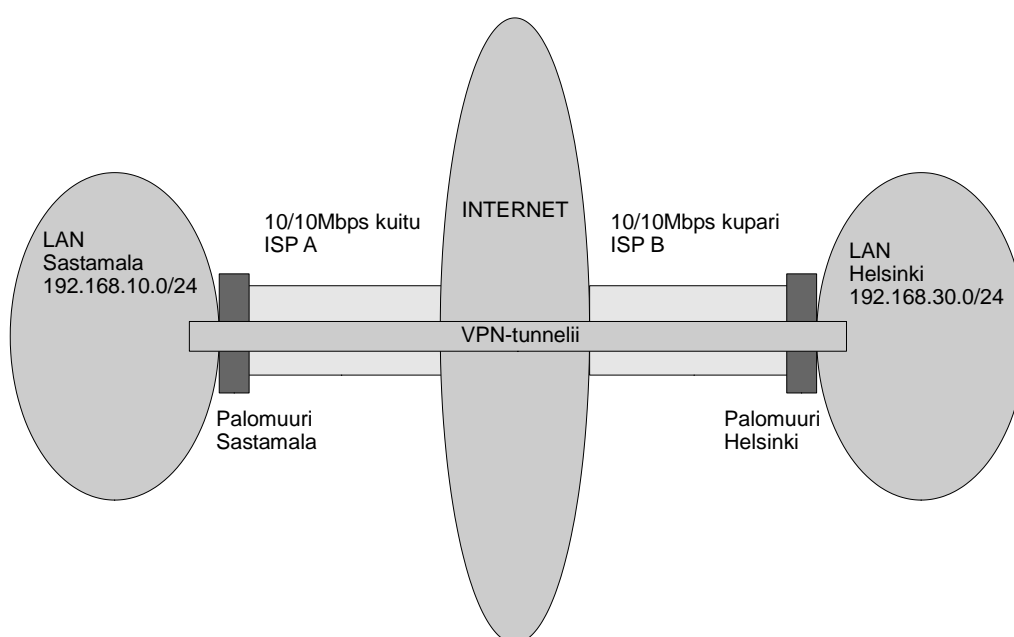 10/10Mbps kuitu
ISP A
INTERNET
10/10Mbps kupari
ISP B
LAN
Sastamala
192.168.10.0/24
LAN
Helsinki
192.168.30.0/24
VPN-tunnelii
Palomuuri
Sastamala
Palomuuri
Helsinki